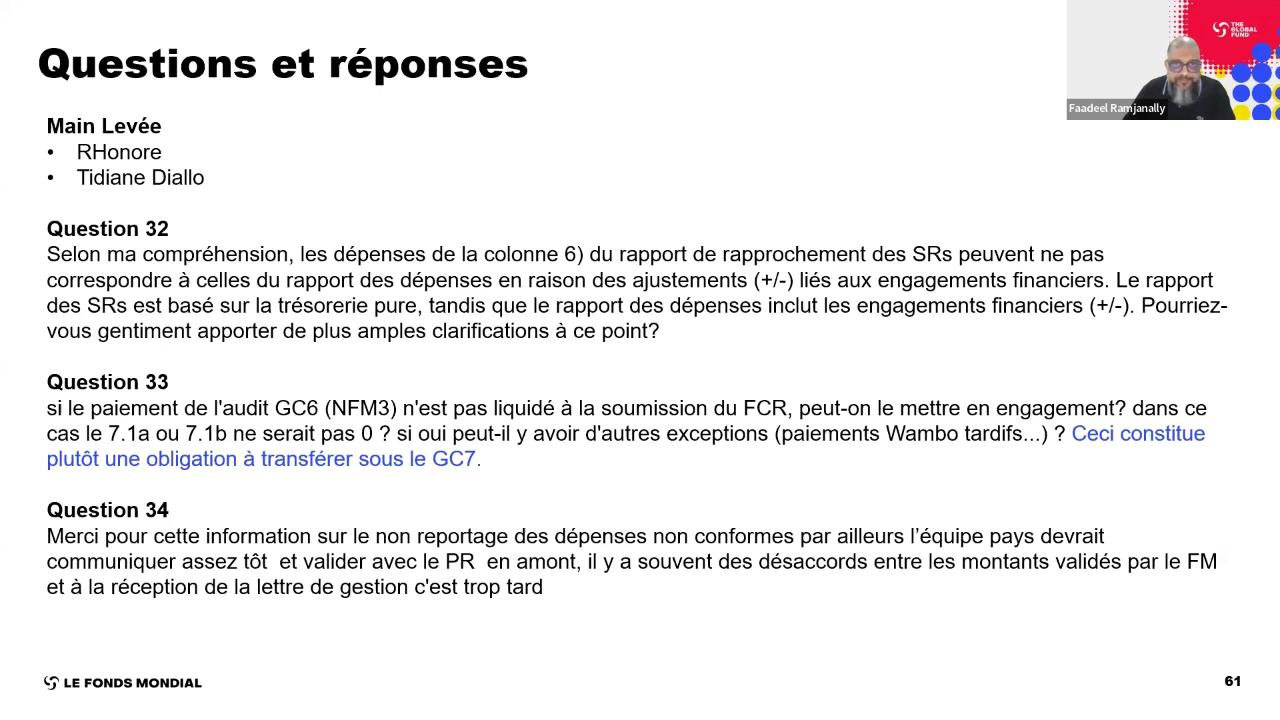 Questions et réponses
THE
GLOBAL
FUND
Faadeel Ramjanally
Main Levée
• RHonore
• Tidiane Diallo
Question 32
Selon ma compréhension, les dépenses de la colonne 6) du rapport de rapprochement des SRs peuvent ne pas
correspondre à celles du rapport des dépenses en raison des ajustements (+/-) liés aux engagements financiers. Le rapport
des SRs est basé sur la trésorerie pure, tandis que le rapport des dépenses inclut les engagements financiers (+/-). Pourriez-
vous gentiment apporter de plus amples clarifications à ce point?
Question 33
si le paiement de l'audit GC6 (NFM3) n'est pas liquidé à la soumission du FCR, peut-on le mettre en engagement? dans ce
cas le 7.1a ou 7.1b ne serait pas 0 ? si oui peut-il y avoir d'autres exceptions (paiements Wambo tardifs...) ? Ceci constitue
plutôt une obligation à transférer sous le GC7.
Question 34
Merci pour cette information sur le non reportage des dépenses non conformes par ailleurs l’équipe pays devrait
communiquer assez tôt  et valider avec le PR  en amont, il y a souvent des désaccords entre les montants validés par le FM
et à la réception de la lettre de gestion c'est trop tard
LE FONDS MONDIAL
61